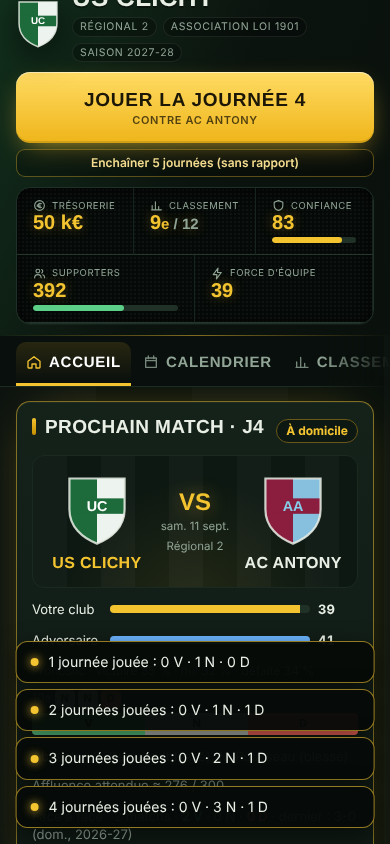 US CLICHY
UC
RÉGIONAL 2
ASSOCIATION LOI 1901
SAISON 2027-28
JOUER LA JOURNÉE 4
CONTRE AC ANTONY
Enchaîner 5 journées (sans rapport)
TRÉSORERIE
50 k€
CLASSEMENT
9e / 12
CONFIANCE
83
SUPPORTERS
392
FORCE D'ÉQUIPE
39
ACCUEIL
CALENDRIER
CLASSE
PROCHAIN MATCH · J4
À domicile
UC
US CLICHY
VS
sam. 11 sept.
Régional 2
AA
AC ANTONY
Votre club
39
Adversaire
41
1 journée jouée : 0 V · 1 N · 0 D
2 journées jouées : 0 V · 1 N · 1 D
3 journées jouées : 0 V · 2 N · 1 D
Affluence attendue ≈ 276 / 300
4 journées jouées : 0 V · 3 N · 1 D
(dom., 2026-27)